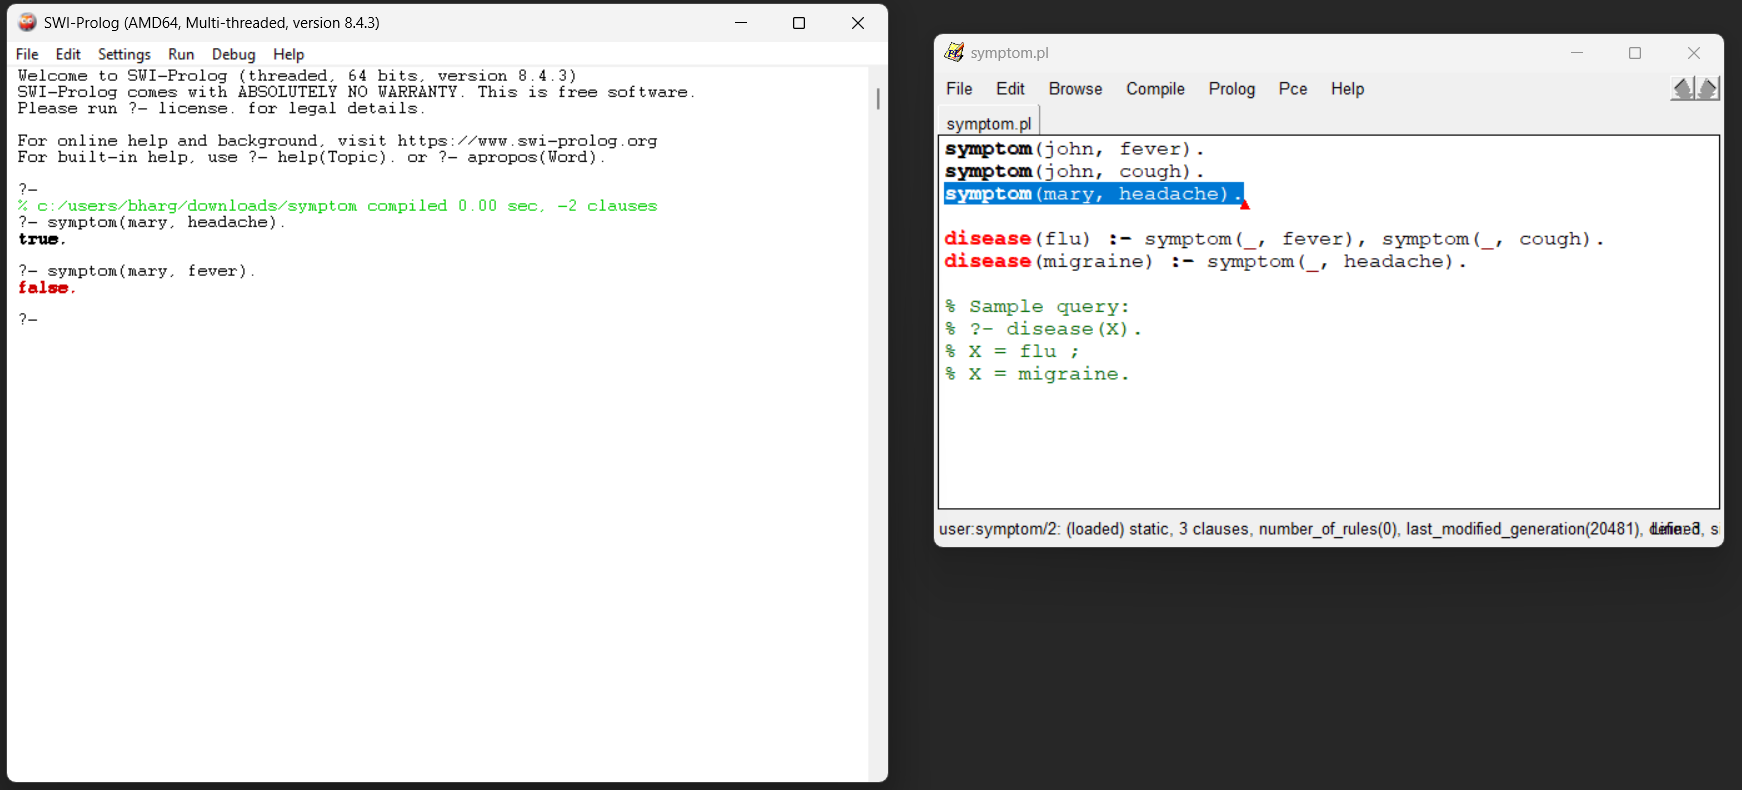 SWI-Prolog (AMD64, Multi-threaded, version 8.4.3)
File Edit Settings Run Debug Help
Welcome to SWI-Prolog (threaded, 64 bits, version 8.4.3)
SWI-Prolog comes with ABSOLUTELY NO WARRANTY. This is free software.
Please run ?- license. for legal details.
For online help and background, visit https://www.swi-prolog.org
For built-in help, use ?- help(Topic). or ?- apropos(Word).
?-
% c:/users/bharg/downloads/symptom compiled 0.00 sec, -2 clauses
?- symptom(mary, headache).
true.
?- symptom(mary, fever).
false.
?-
symptom.pl
File Edit Browse Compile Prolog Pce Help
symptom.pl
symptom(john, fever).
symptom(john, cough).
symptom(mary, headache).
disease(flu) :- symptom(_, fever), symptom(_, cough).
disease(migraine) :- symptom(_, headache).
% Sample query:
% ?- disease(X).
% X = flu ;
% X = migraine.
user:symptom/2: (loaded) static, 3 clauses, number_of_rules(0), last_modified_generation(20481),